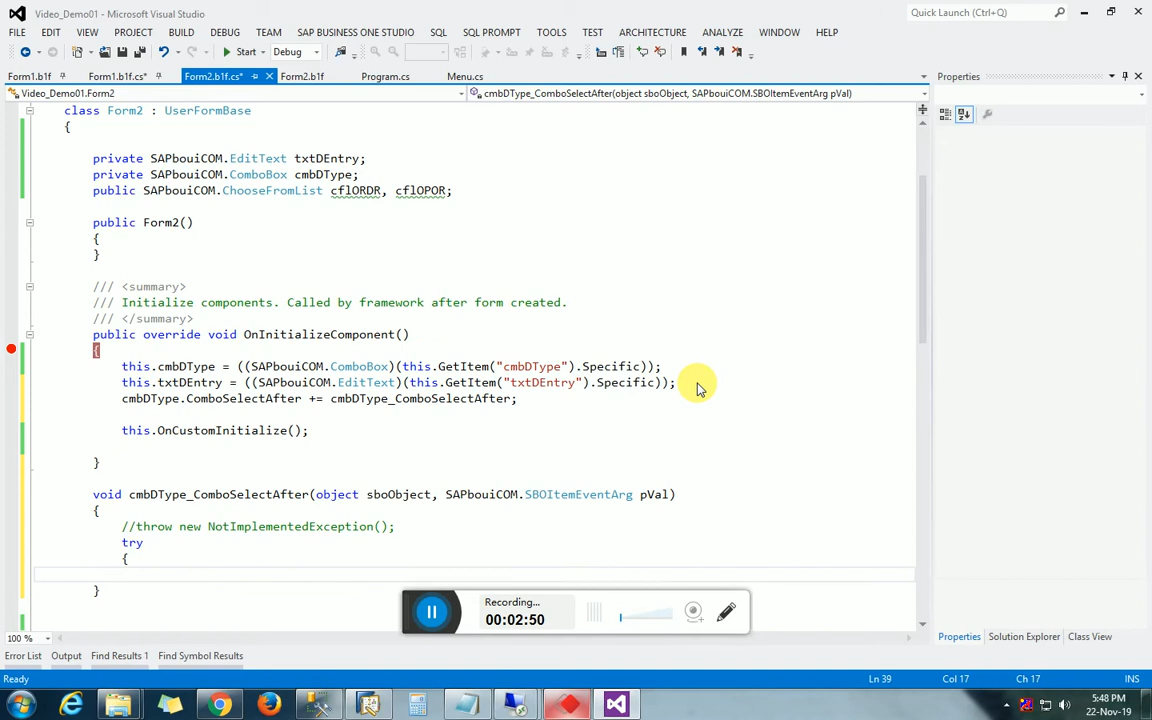 Video_Demo01 - Microsoft Visual Studio
Quick Launch (Ctrl+Q)
FILE EDIT VIEW PROJECT BUILD DEBUG TEAM SAP BUSINESS ONE STUDIO SQL SQL PROMPT TOOLS TEST ARCHITECTURE ANALYZE WINDOW HELP
Start Debug
Form1.b1f Form1.b1f.cs* Form2.b1f.cs* Form2.b1f Program.cs Menu.cs
Properties
Video_Demo01.Form2
cmbDType_ComboSelectAfter(object sboObject, SAPbouiCOM.SBOItemEventArg pVal)
class Form2 : UserFormBase
{
private SAPbouiCOM.EditText txtDEntry;
private SAPbouiCOM.ComboBox cmbDType;
public SAPbouiCOM.ChooseFromList cflORDR, cflOPOR;
public Form2()
{
}
/// <summary>
/// Initialize components. Called by framework after form created.
/// </summary>
public override void OnInitializeComponent()
{
this.cmbDType = ((SAPbouiCOM.ComboBox)(this.GetItem("cmbDType").Specific));
this.txtDEntry = ((SAPbouiCOM.EditText)(this.GetItem("txtDEntry").Specific));
cmbDType.ComboSelectAfter += cmbDType_ComboSelectAfter;
this.OnCustomInitialize();
}
void cmbDType_ComboSelectAfter(object sboObject, SAPbouiCOM.SBOItemEventArg pVal)
{
//throw new NotImplementedException();
try
{
}
Recording...
00:02:50
100 %
Properties Solution Explorer Class View
Error List Output Find Results 1 Find Symbol Results
Ready
Ln 39 Col 17 Ch 17 INS
5:48 PM
22-Nov-19